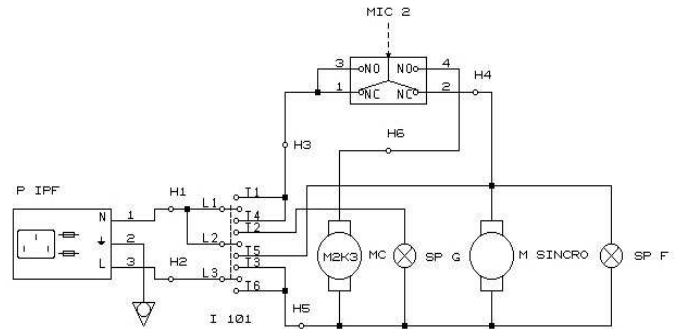 MIC 2
3 NO NO 4
1 NC NC 2 H4
H6
H3
P IPF H1 T1
N 1 L1
T4
T2
2 L2
T5
M2K3 MC SP G M SINCRO SP F
L 3 H2 L3 T3
T6
I 101 H5